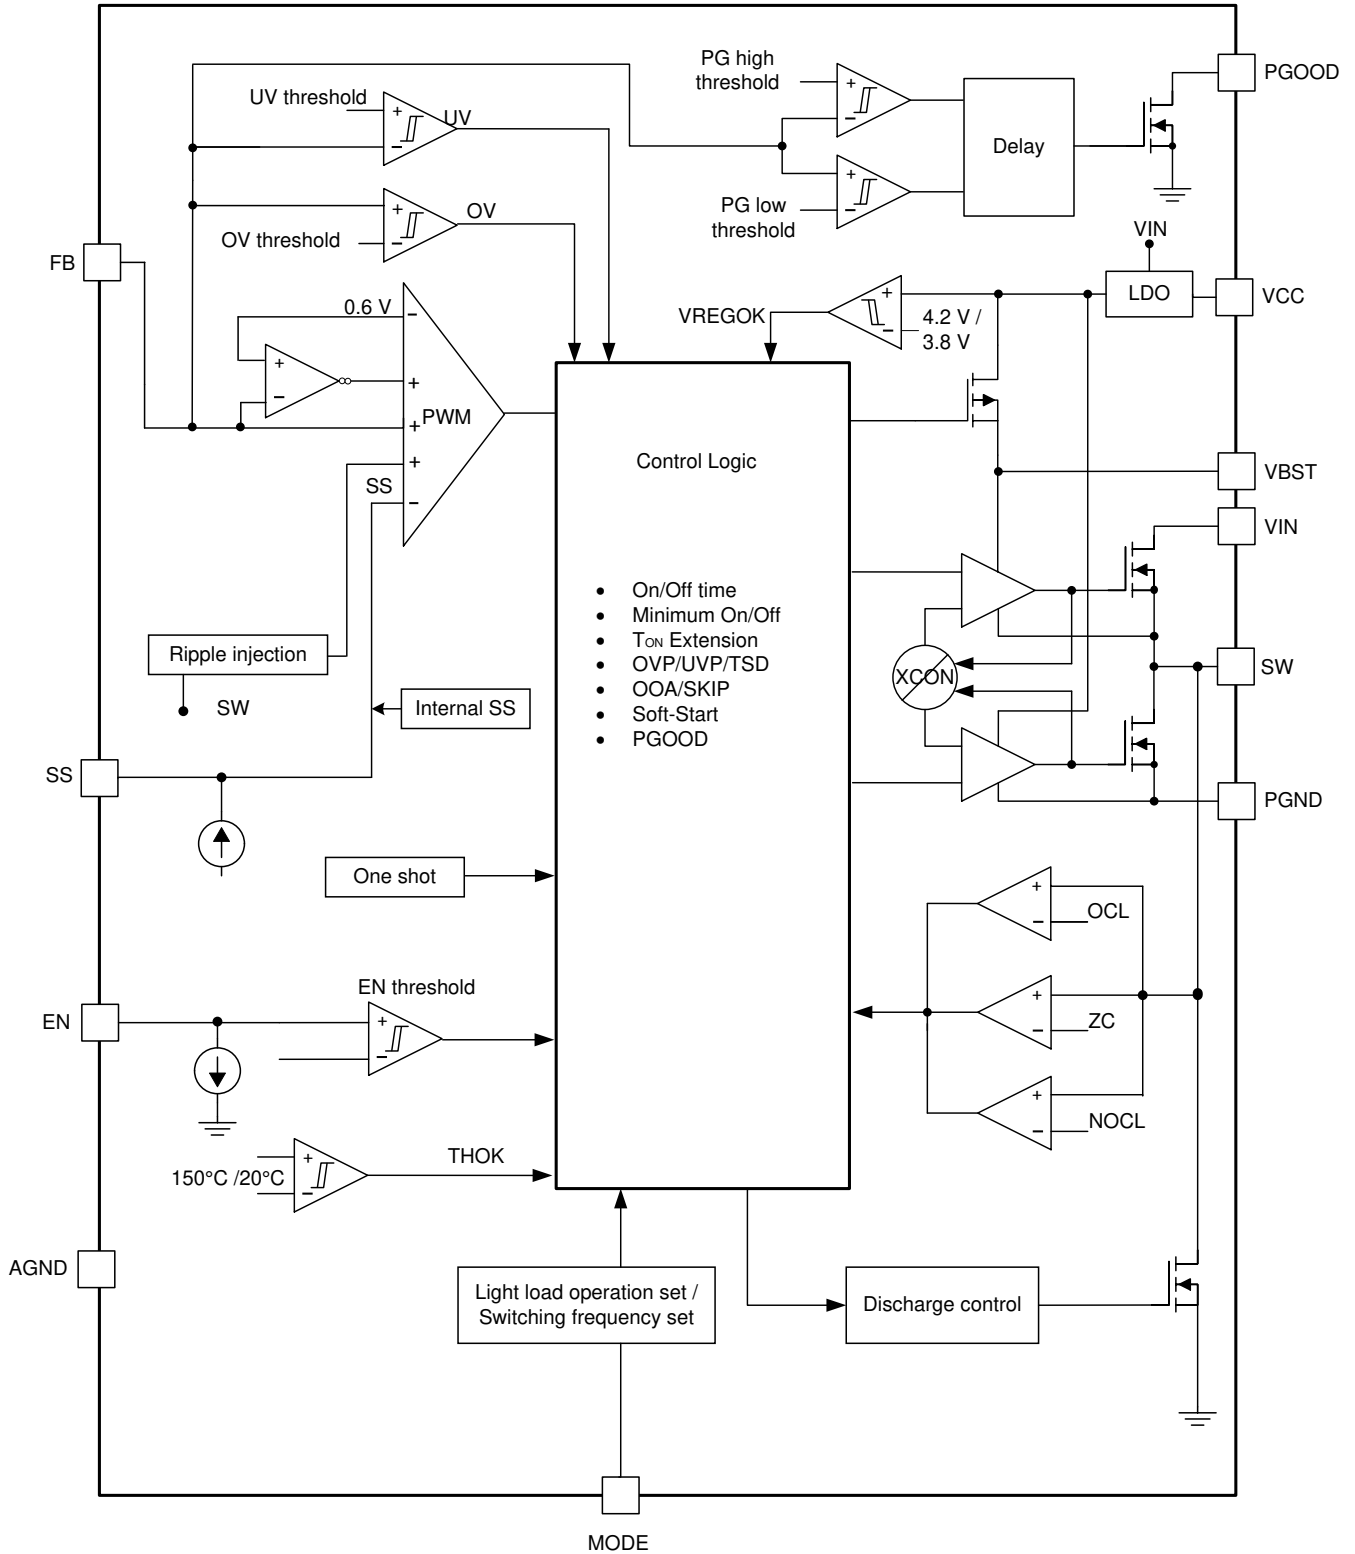 PG high
threshold
PGOOD
UV threshold
+
−
UV
+
−
Delay
+
−
OV
OV threshold
+
−
PG low
threshold
VIN
FB
LDO
VCC
0.6 V
−
VREGOK
+
−
4.2 V /
3.8 V
+
−
+
+
PWM
+
SS
−
Control Logic
VBST
VIN
• On/Off time
• Minimum On/Off
• TON Extension
• OVP/UVP/TSD
• OOA/SKIP
• Soft-Start
• PGOOD
Ripple injection
SW
Internal SS
XCON
SW
SS
PGND
One shot
+
−
OCL
EN threshold
EN
+
−
+
−
ZC
+
−
NOCL
150°C /20°C
+
−
THOK
AGND
Light load operation set /
Switching frequency set
Discharge control
MODE